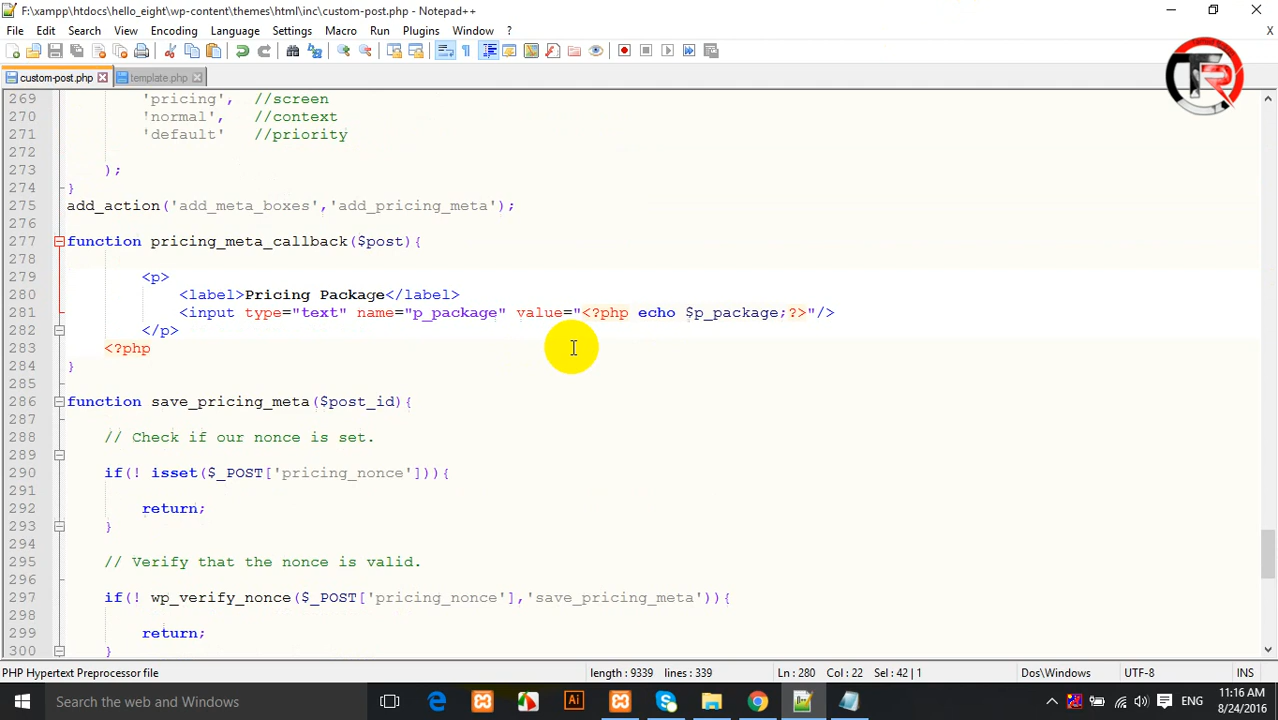 F:\xampp\htdocs\hello_eight\wp-content\themes\html\inc\custom-post.php - Notepad++
File Edit Search View Encoding Language Settings Macro Run Plugins Window ? X
custom-post.php template.php
TR
269 'pricing', //screen
270 'normal', //context
271 'default' //priority
272
273 );
274 }
275 add_action('add_meta_boxes','add_pricing_meta');
276
277 function pricing_meta_callback($post){
278
279 <p>
280 <label>Pricing Package</label>
281 <input type="text" name="p_package" value="<?php echo $p_package;?>"/>
282 </p>
283 <?php
284 }
285
286 function save_pricing_meta($post_id){
287
288 // Check if our nonce is set.
289
290 if(! isset($_POST['pricing_nonce'])){
291
292 return;
293 }
294
295 // Verify that the nonce is valid.
296
297 if(! wp_verify_nonce($_POST['pricing_nonce'],'save_pricing_meta')){
298
299 return;
300 }
PHP Hypertext Preprocessor file length : 9339 lines : 339 Ln : 280 Col : 22 Sel : 42 | 1 Dos\Windows UTF-8 INS
Search the web and Windows
Ai
ENG
11:16 AM
8/24/2016